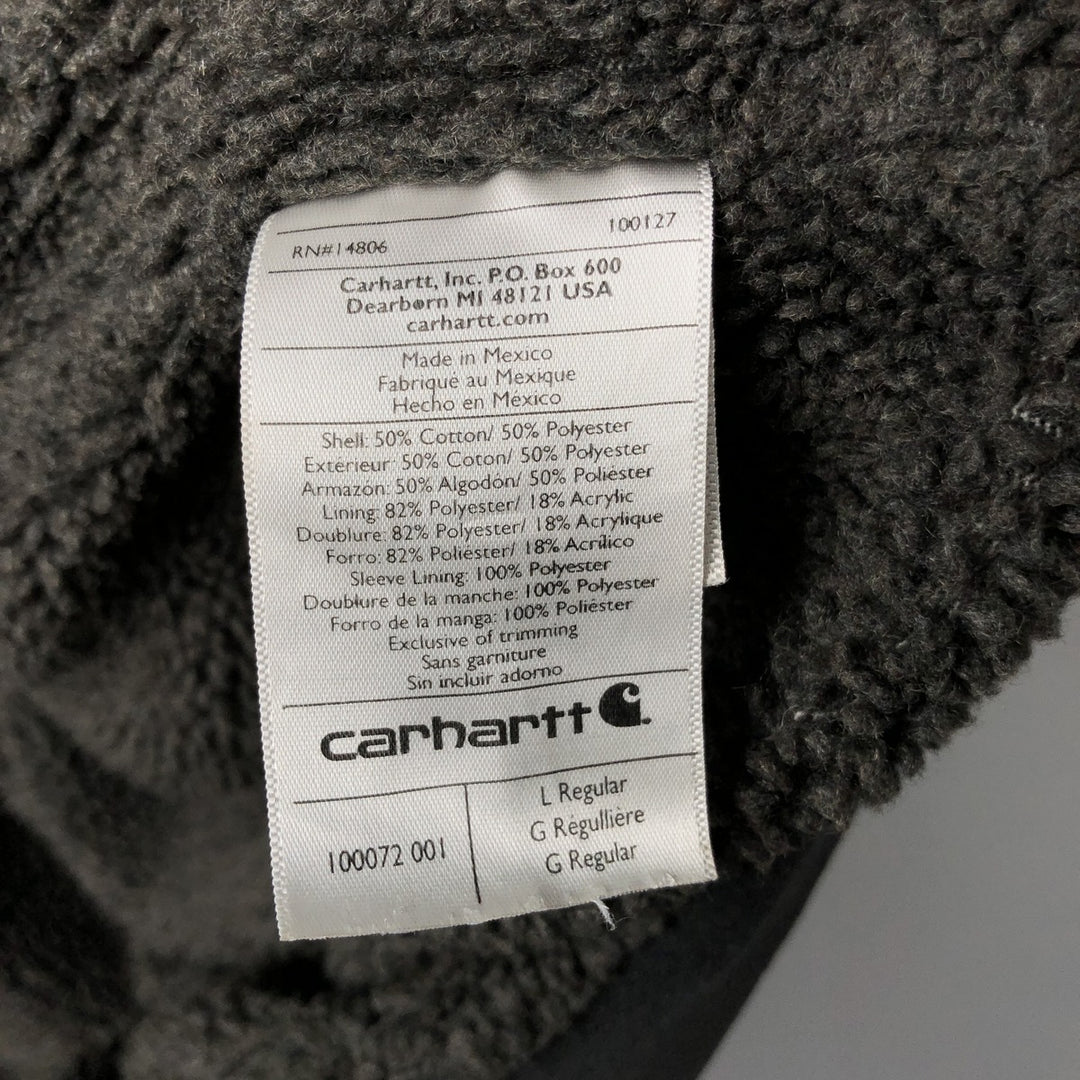 RN#14806 100127
Carhartt, Inc. P.O. Box 600
Dearborn MI 48121 USA
carhartt.com
Made in Mexico
Fabriqué au Mexique
Hecho en México
Shell: 50% Cotton/ 50% Polyester
Extérieur: 50% Coton/ 50% Polyester
Armazon: 50% Algodón/ 50% Poliéster
Lining: 82% Polyester/ 18% Acrylic
Doublure: 82% Polyester/ 18% Acrylique
Forro: 82% Poliéster/ 18% Acrílico
Sleeve Lining: 100% Polyester
Doublure de la manche: 100% Polyester
Forro de la manga: 100% Poliéster
Exclusive of trimming
Sans garniture
Sin incluir adorno
carhartt
L Regular
G Régullière
100072 001 G Regular